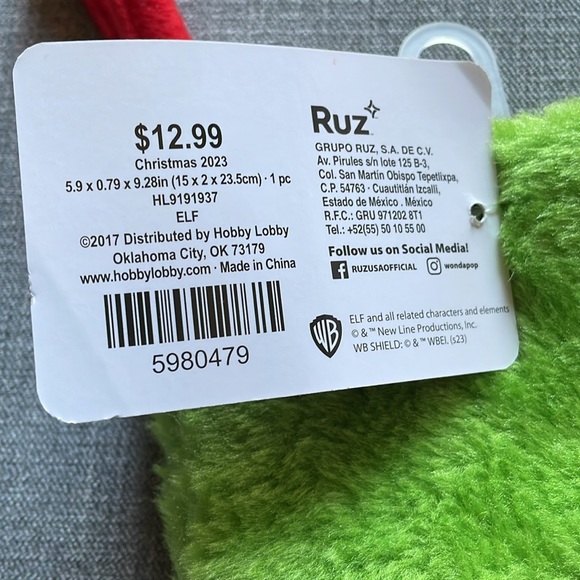 $12.99
Christmas 2023
5.9 x 0.79 x 9.28in (15 x 2 x 23.5cm) · 1 pc
HL9191937
ELF
©2017 Distributed by Hobby Lobby
Oklahoma City, OK 73179
www.hobbylobby.com · Made in China
5980479
Ruz™
GRUPO RUZ, S.A. DE C.V.
Av. Pirules s/n lote 125 B-3,
Col. San Martín Obispo Tepetlixpa,
C.P. 54763 · Cuautitlán Izcalli,
Estado de México . México
R.F.C.: GRU 971202 8T1
Tel.: +52(55) 50 10 55 00
Follow us on Social Media!
RUZUSAOFFICIAL wondapop
WB
ELF and all related characters and elements
© & ™ New Line Productions, Inc.
WB SHIELD: © & ™ WBEI. (s23)